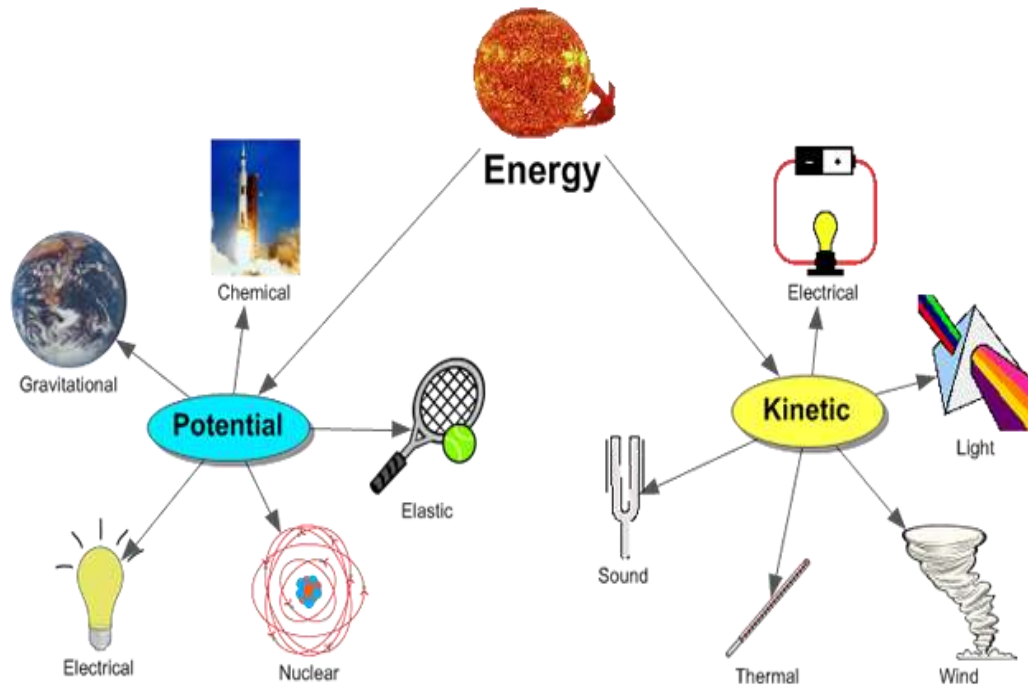 Energy
Chemical
Gravitational
Potential
Elastic
Electrical
Nuclear
- +
Electrical
Kinetic
Light
Sound
Thermal
Wind